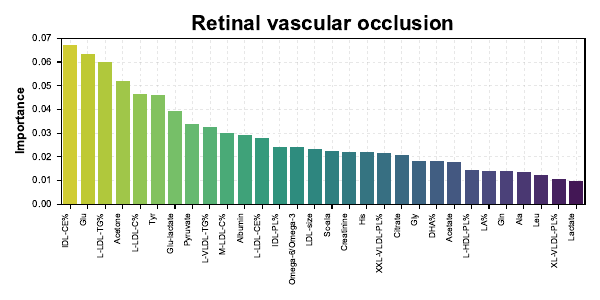 Retinal vascular occlusion
Importance
0.07
0.06
0.05
0.04
0.03
0.02
0.01
0.00
IDL-CE%
Glu
L-LDL-TG%
Acetone
L-LDL-C%
Tyr
Glu-lactate
Pyruvate
L-VLDL-TG%
M-LDL-C%
Albumin
L-LDL-CE%
IDL-PL%
Omega-6/Omega-3
LDL-size
Scala
Creatinine
His
XXL-VLDL-PL%
Citrate
Gly
DHA%
Acetate
L-HDL-PL%
LA%
Gln
Ala
Leu
XL-VLDL-PL%
Lactate